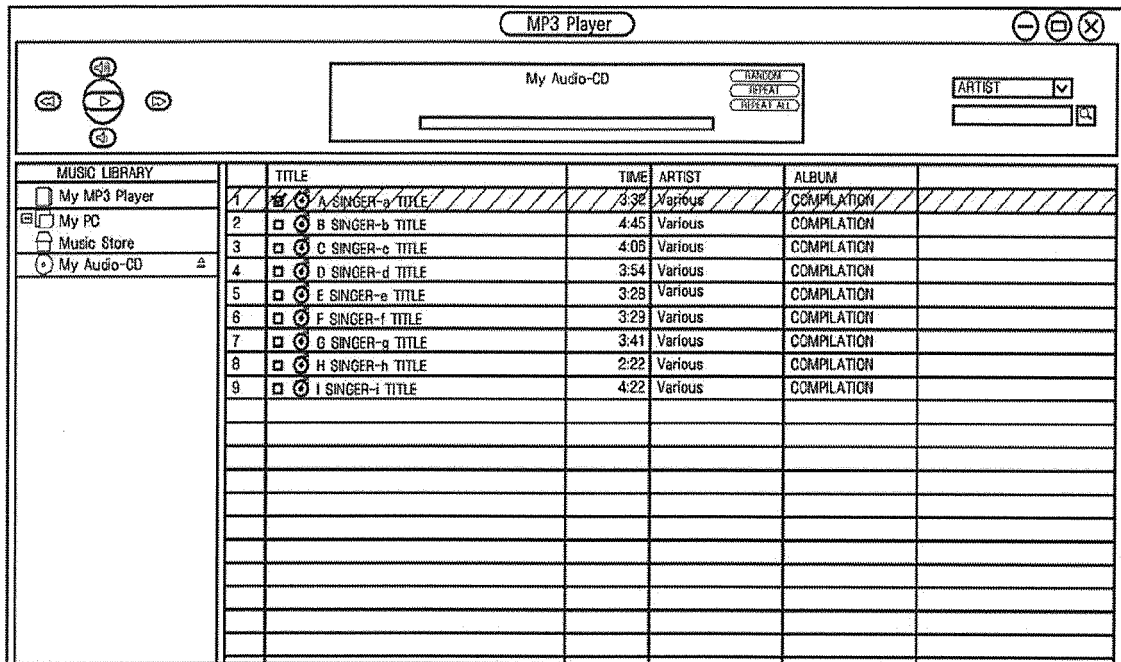 MP3 Player
My Audio-CD
RANDOM
REPEAT
REPEAT ALL
ARTIST
MUSIC LIBRARY
My MP3 Player
My PC
Music Store
My Audio-CD
TITLE TIME ARTIST ALBUM
1 A SINGER-a TITLE 3:32 Various COMPILATION
2 B SINGER-b TITLE 4:45 Various COMPILATION
3 C SINGER-c TITLE 4:06 Various COMPILATION
4 D SINGER-d TITLE 3:54 Various COMPILATION
5 E SINGER-e TITLE 3:28 Various COMPILATION
6 F SINGER-f TITLE 3:29 Various COMPILATION
7 G SINGER-g TITLE 3:41 Various COMPILATION
8 H SINGER-h TITLE 2:22 Various COMPILATION
9 I SINGER-i TITLE 4:22 Various COMPILATION